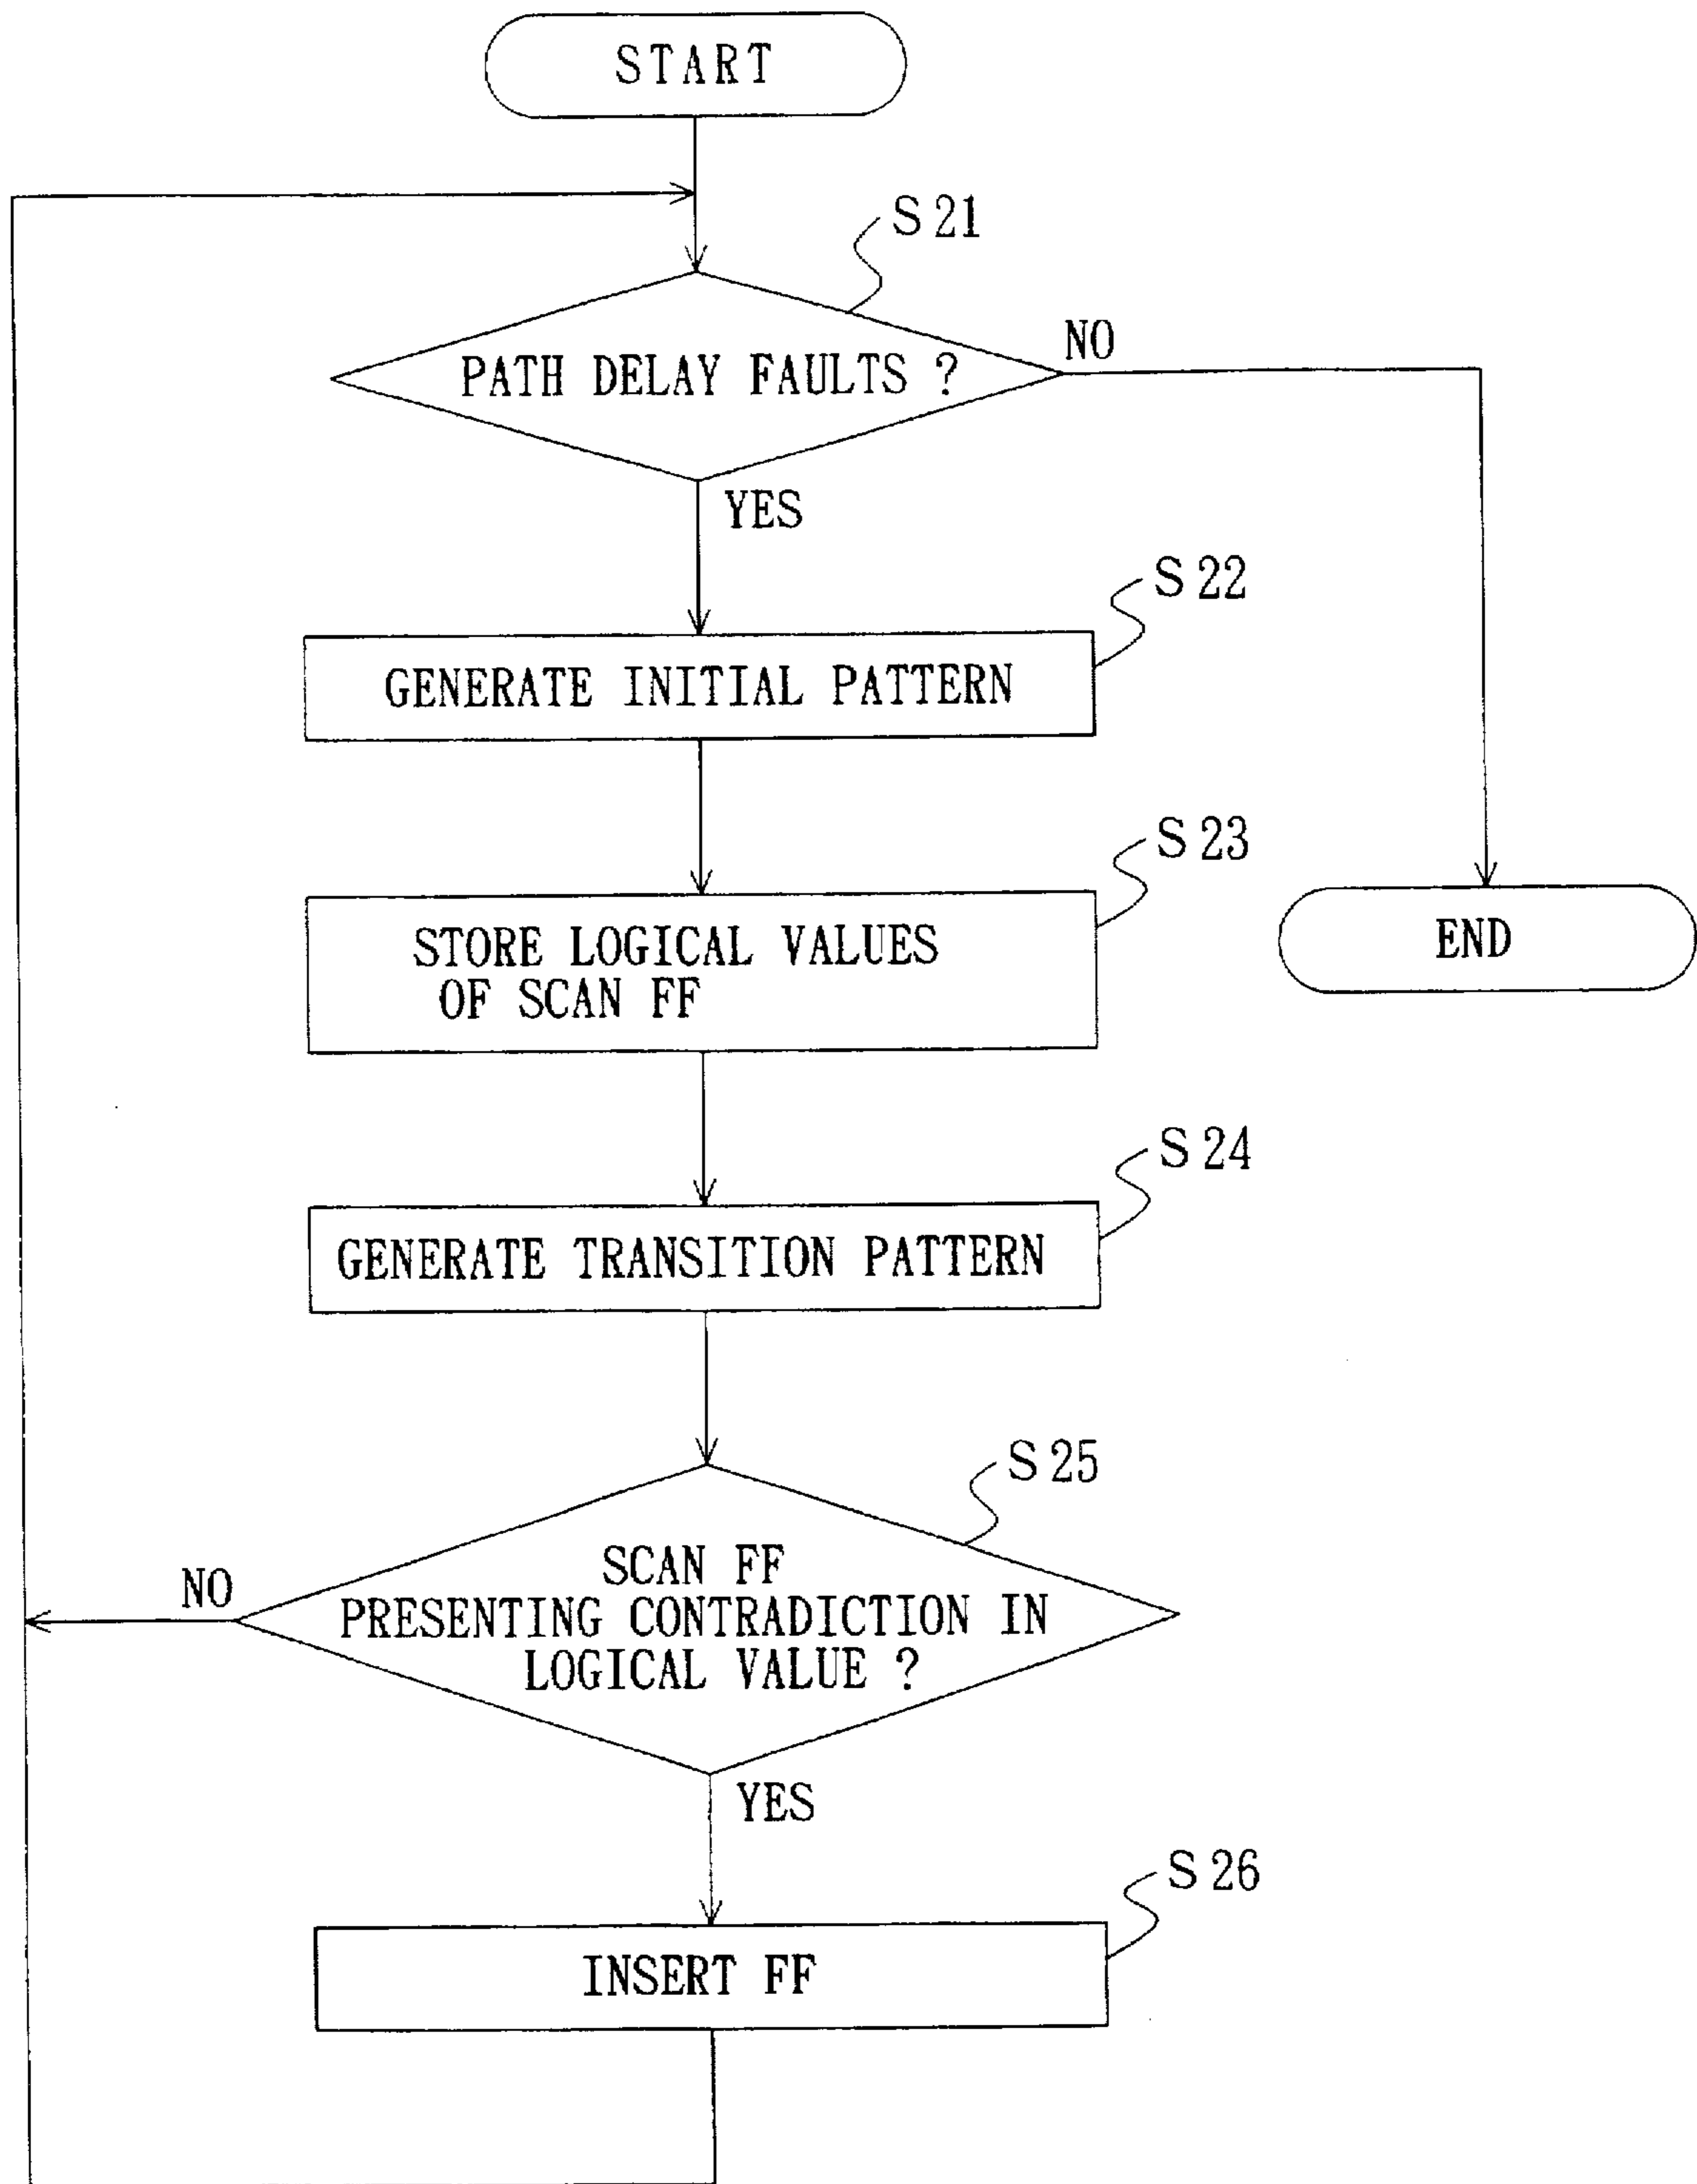 START
S21
PATH DELAY FAULTS ?
NO
YES
S22
GENERATE INITIAL PATTERN
S23
STORE LOGICAL VALUES
OF SCAN FF
END
S24
GENERATE TRANSITION PATTERN
S25
SCAN FF
PRESENTING CONTRADICTION IN
LOGICAL VALUE ?
NO
YES
S26
INSERT FF